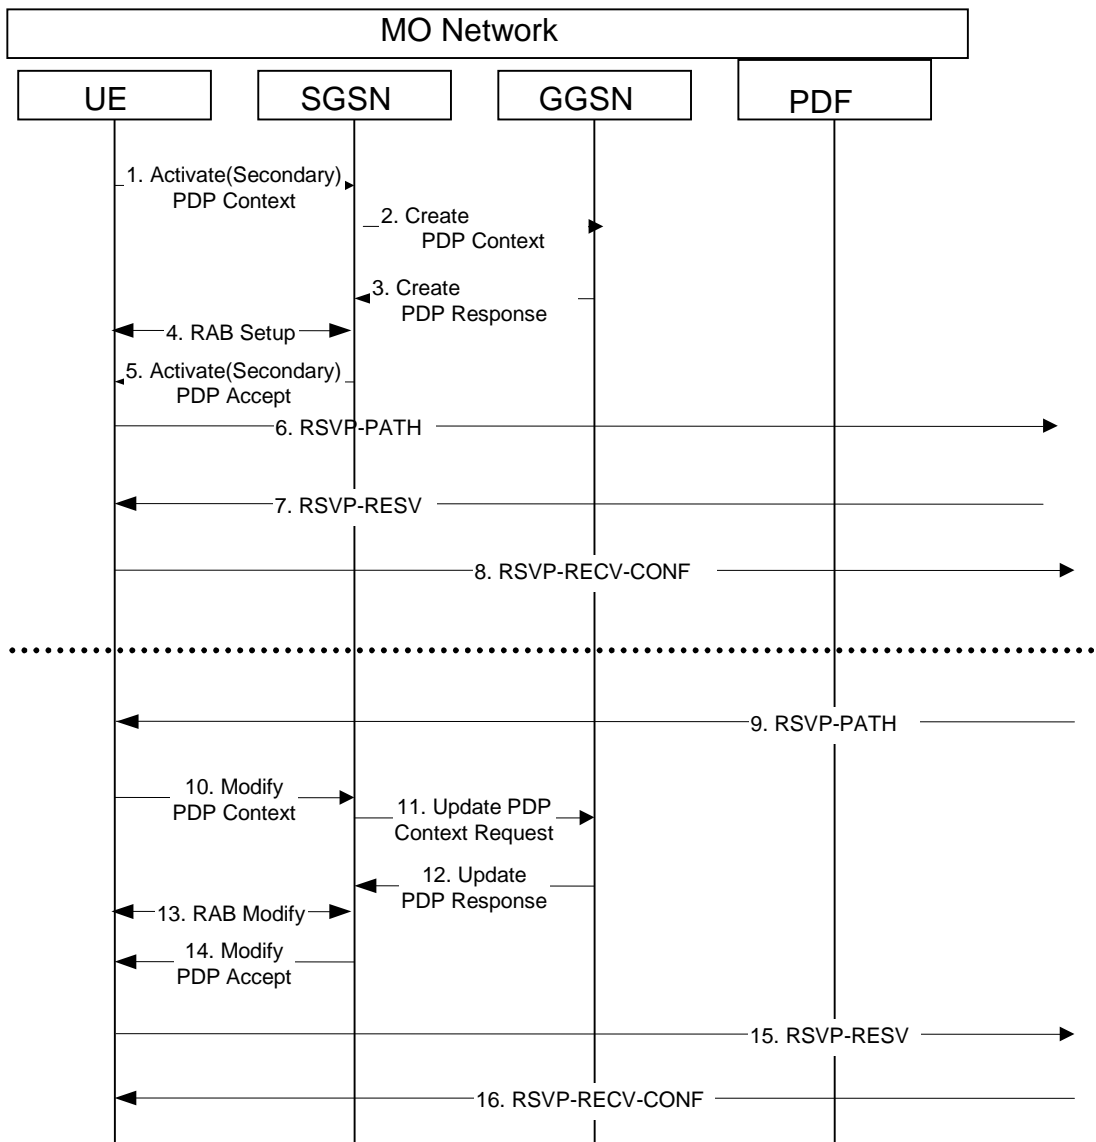 MO Network
UE
SGSN
GGSN
PDF
1. Activate(Secondary)
PDP Context
2. Create
PDP Context
3. Create
PDP Response
4. RAB Setup
5. Activate(Secondary)
PDP Accept
6. RSVP-PATH
7. RSVP-RESV
8. RSVP-RECV-CONF
9. RSVP-PATH
10. Modify
PDP Context
11. Update PDP
Context Request
12. Update
PDP Response
13. RAB Modify
14. Modify
PDP Accept
15. RSVP-RESV
16. RSVP-RECV-CONF